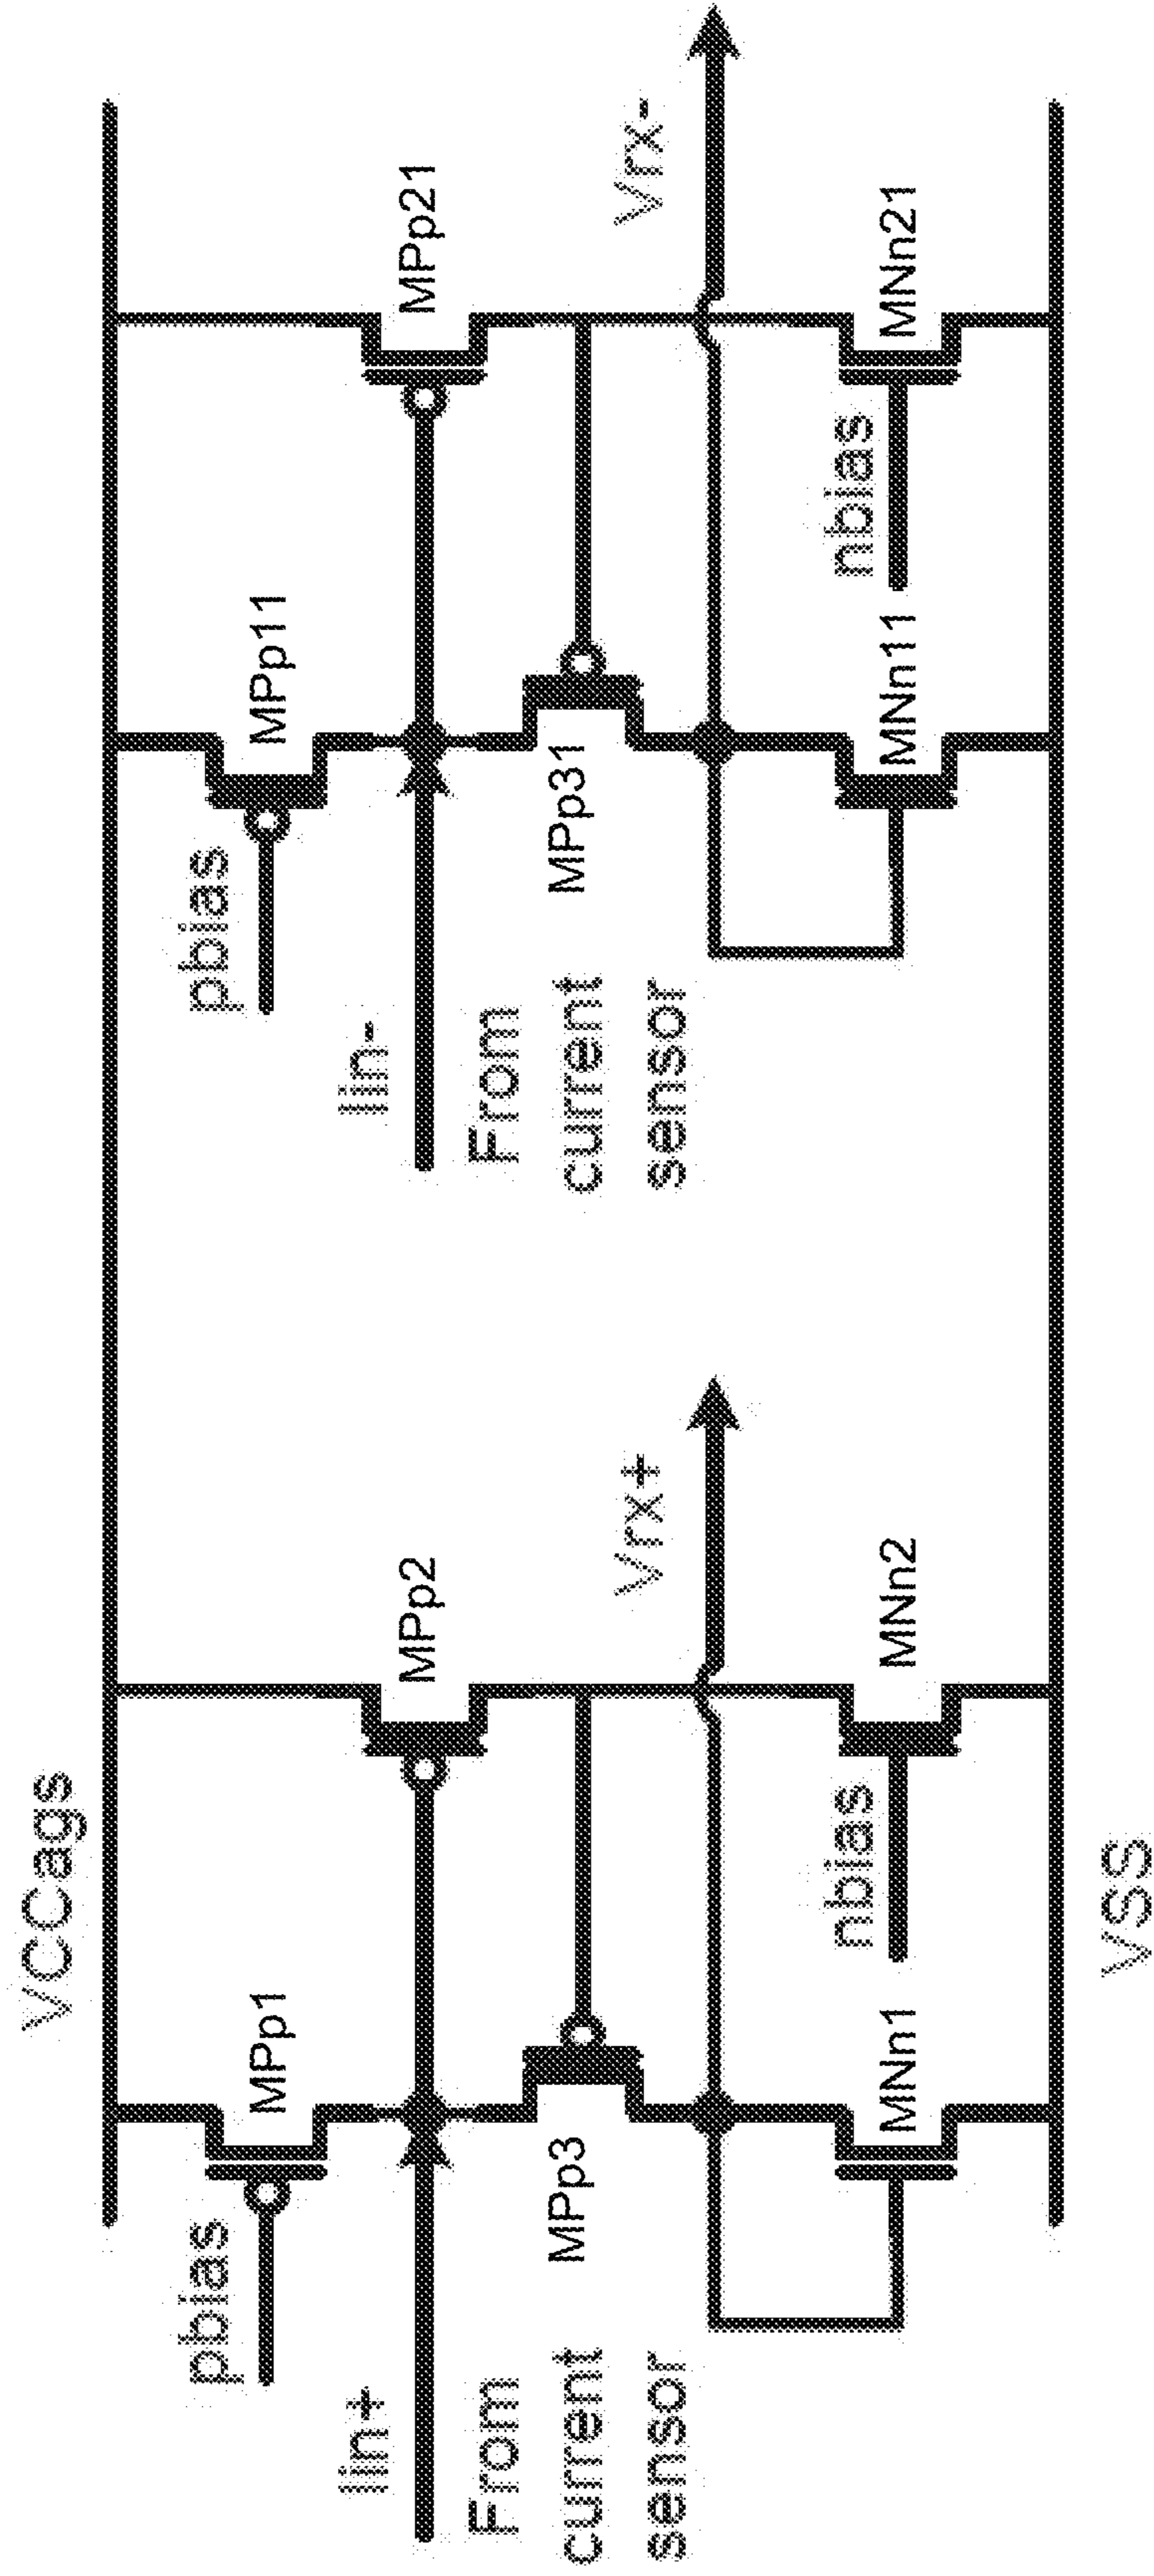 VCCags
pbias
MPp1
Iin+
From
current
sensor
MPp2
MPp3
Vrx+
nbias
MNn1
MNn2
pbias
MPp11
Iin-
From
current
sensor
MPp21
MPp31
Vrx-
nbias
MNn11
MNn21
VSS